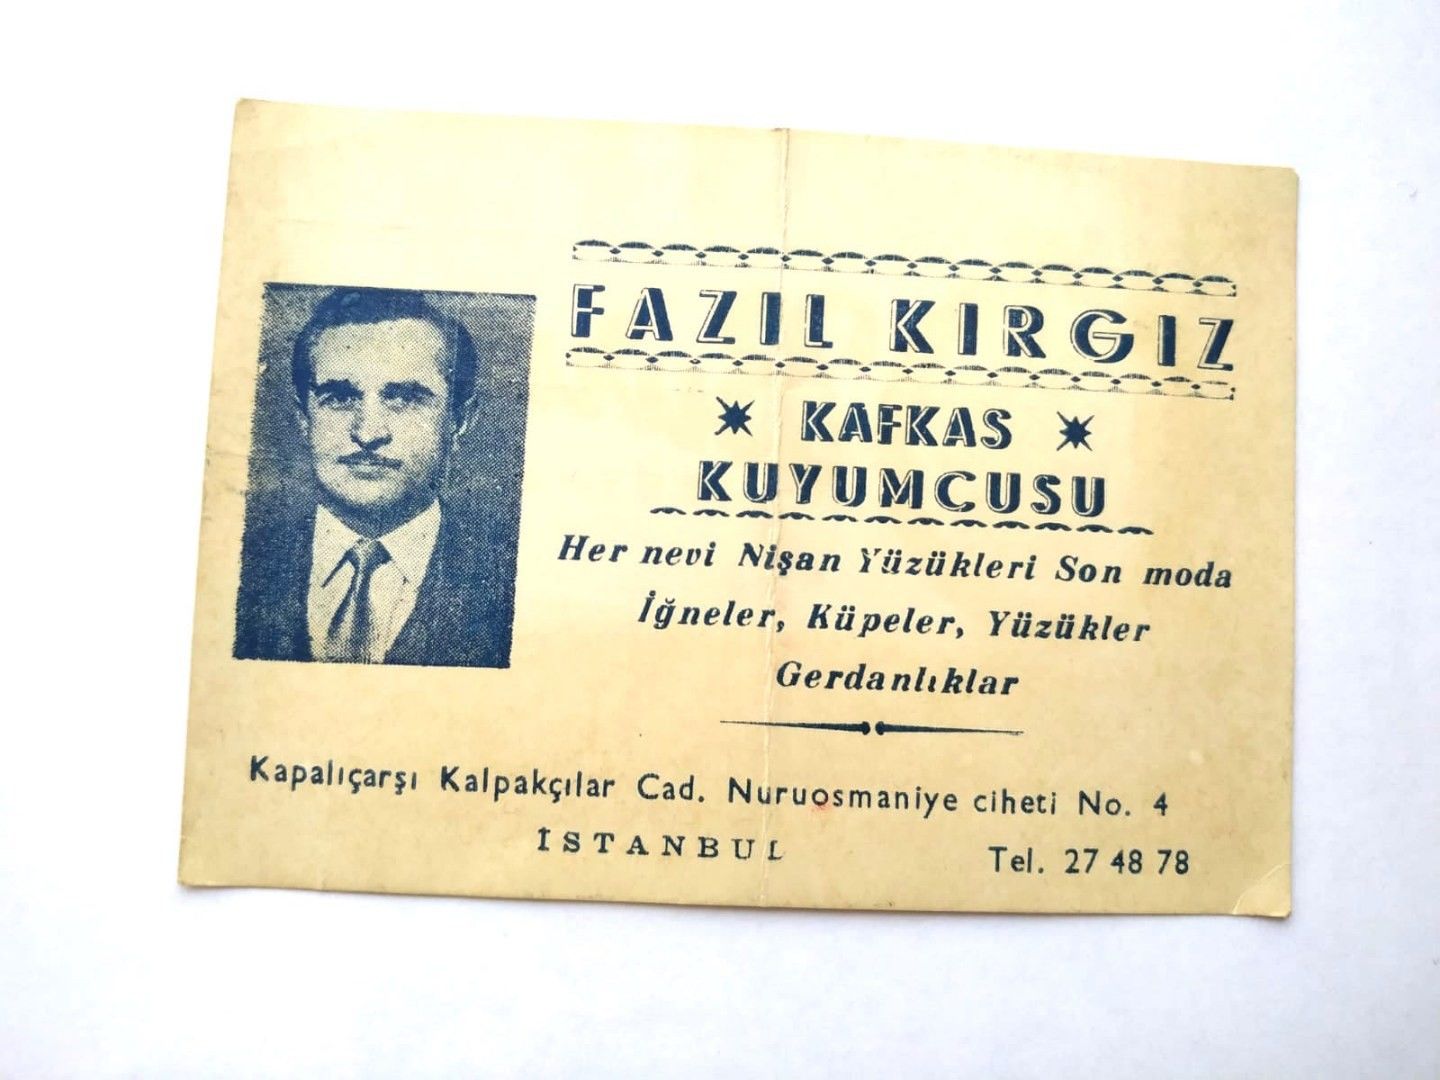 FAZIL KIRGIZ
KAFKAS
KUYUMCUSU
Her nevi Nişan Yüzükleri Son moda
İğneler, Küpeler, Yüzükler
Gerdanlıklar
Kapalıçarşı Kalpakçılar Cad. Nuruosmaniye ciheti No. 4
İSTANBUL
Tel. 27 48 78